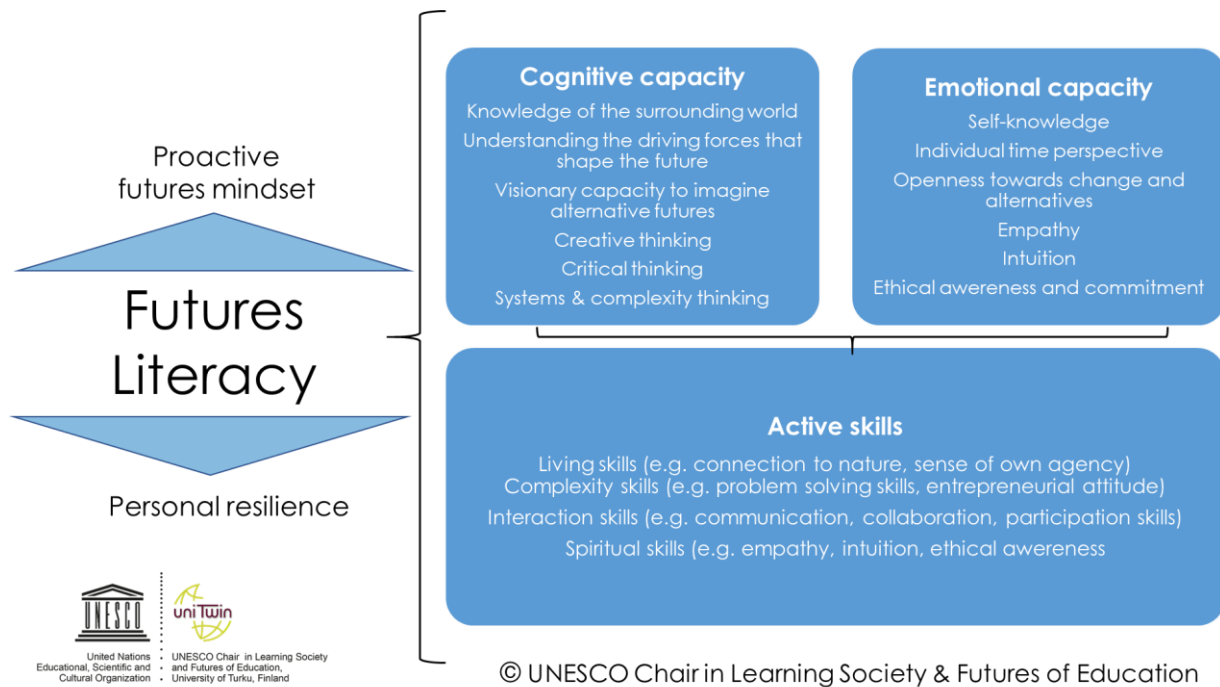 Proactive
futures mindset
Futures
Literacy
Personal resilience
Cognitive capacity
Knowledge of the surrounding world
Understanding the driving forces that
shape the future
Visionary capacity to imagine
alternative futures
Creative thinking
Critical thinking
Systems & complexity thinking
Emotional capacity
Self-knowledge
Individual time perspective
Openness towards change and
alternatives
Empathy
Intuition
Ethical awereness and commitment
Active skills
Living skills (e.g. connection to nature, sense of own agency)
Complexity skills (e.g. problem solving skills, entrepreneurial attitude)
Interaction skills (e.g. communication, collaboration, participation skills)
Spiritual skills (e.g. empathy, intuition, ethical awereness
UNESCO
United Nations
Educational, Scientific and
Cultural Organization
uniTwin
UNESCO Chair in Learning Society
and Futures of Education,
University of Turku, Finland
© UNESCO Chair in Learning Society & Futures of Education